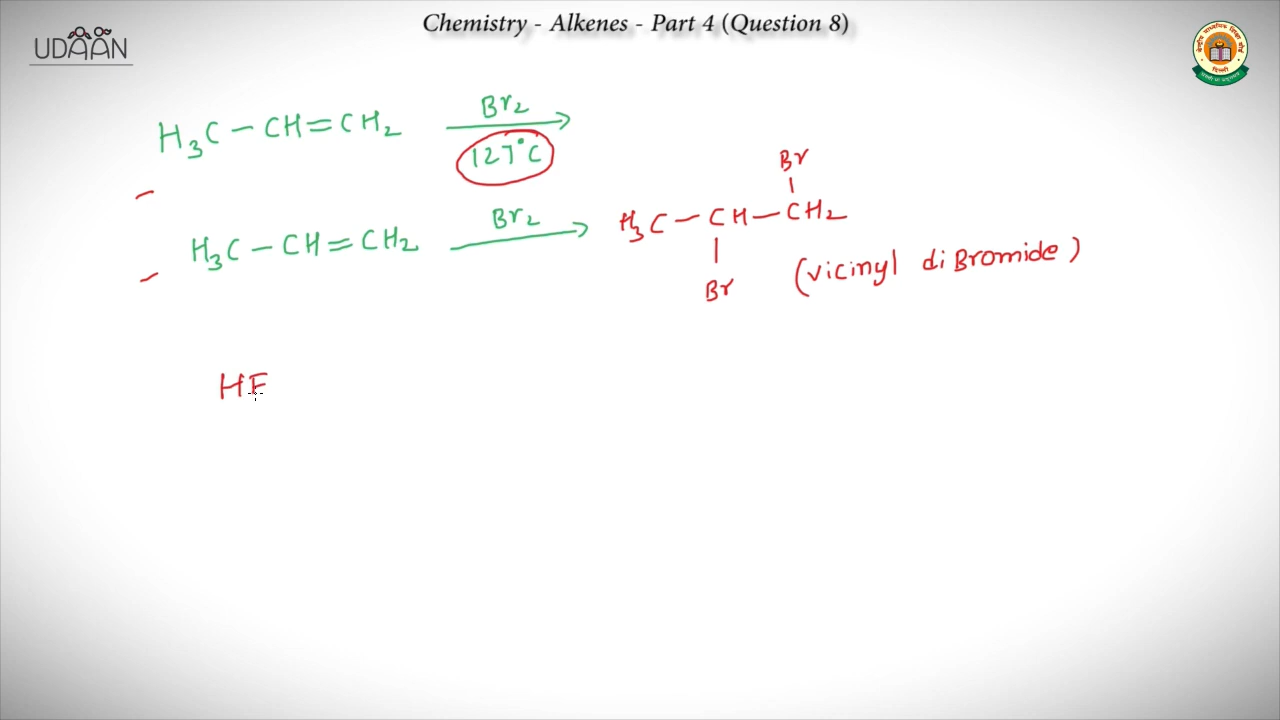 Chemistry - Alkenes - Part 4 (Question 8)
UDAAN
H₃C – CH = CH₂ Br₂ 127°C
H₃C – CH = CH₂ Br₂ H₃C – CH – CH₂
Br
Br
(vicinyl diBromide)
HF